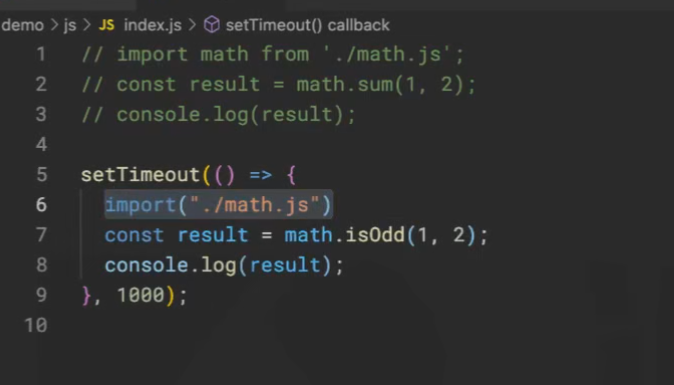 demo > js > JS index.js > setTimeout() callback
1 // import math from './math.js';
2 // const result = math.sum(1, 2);
3 // console.log(result);
4
5 setTimeout(() => {
6 import("./math.js")
7 const result = math.isOdd(1, 2);
8 console.log(result);
9 }, 1000);
10